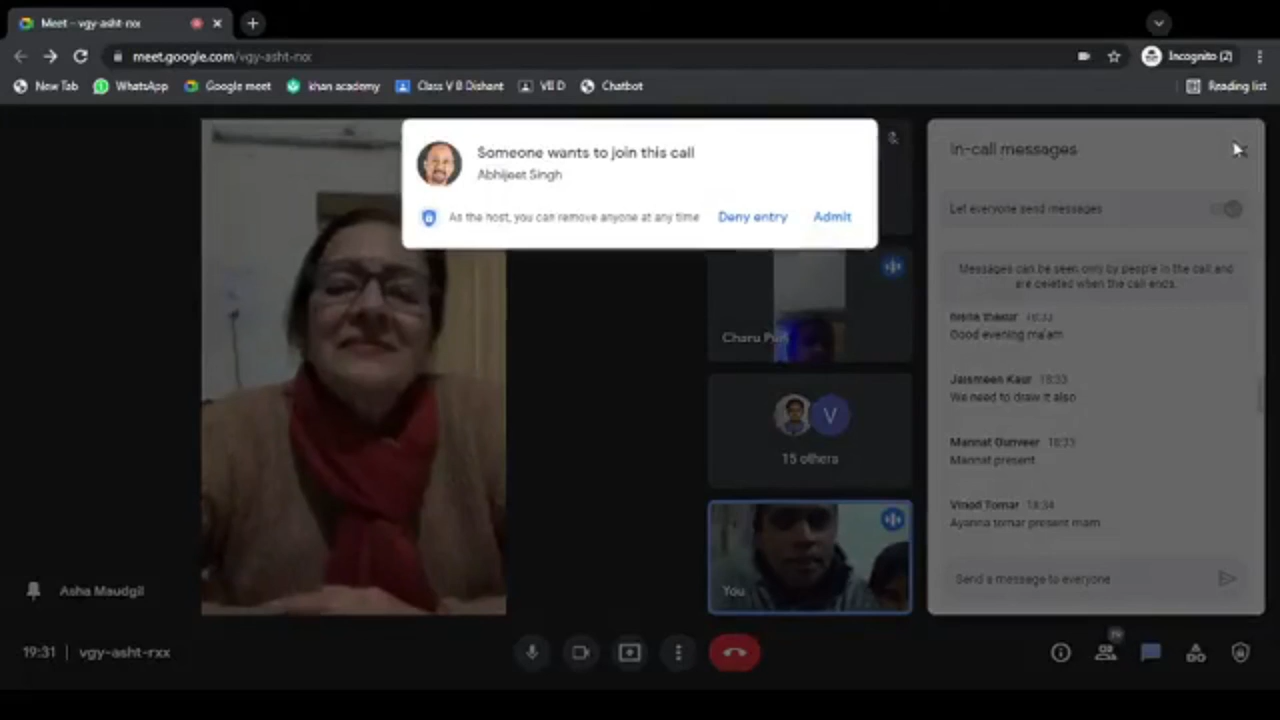 Meet - vgy-asht-rxx
meet.google.com/vgy-asht-rxx
Incognito (2)
New Tab
WhatsApp
Google meet
khan academy
Class V B Dishant
VII D
Chatbot
Reading list
Someone wants to join this call
Abhijeet Singh
As the host, you can remove anyone at any time
Deny entry
Admit
In-call messages
Let everyone send messages
Messages can be seen only by people in the call and
are deleted when the call ends.
18:33
Good evening ma'am
Jaismeen Kaur 18:33
We need to draw it also
Mannat Gunveer 18:33
Mannat present
Vinod Tomar 18:34
Ayanna tomar present mam
Send a message to everyone
Charu Puri
V
15 others
You
Asha Maudgil
19:31 | vgy-asht-rxx